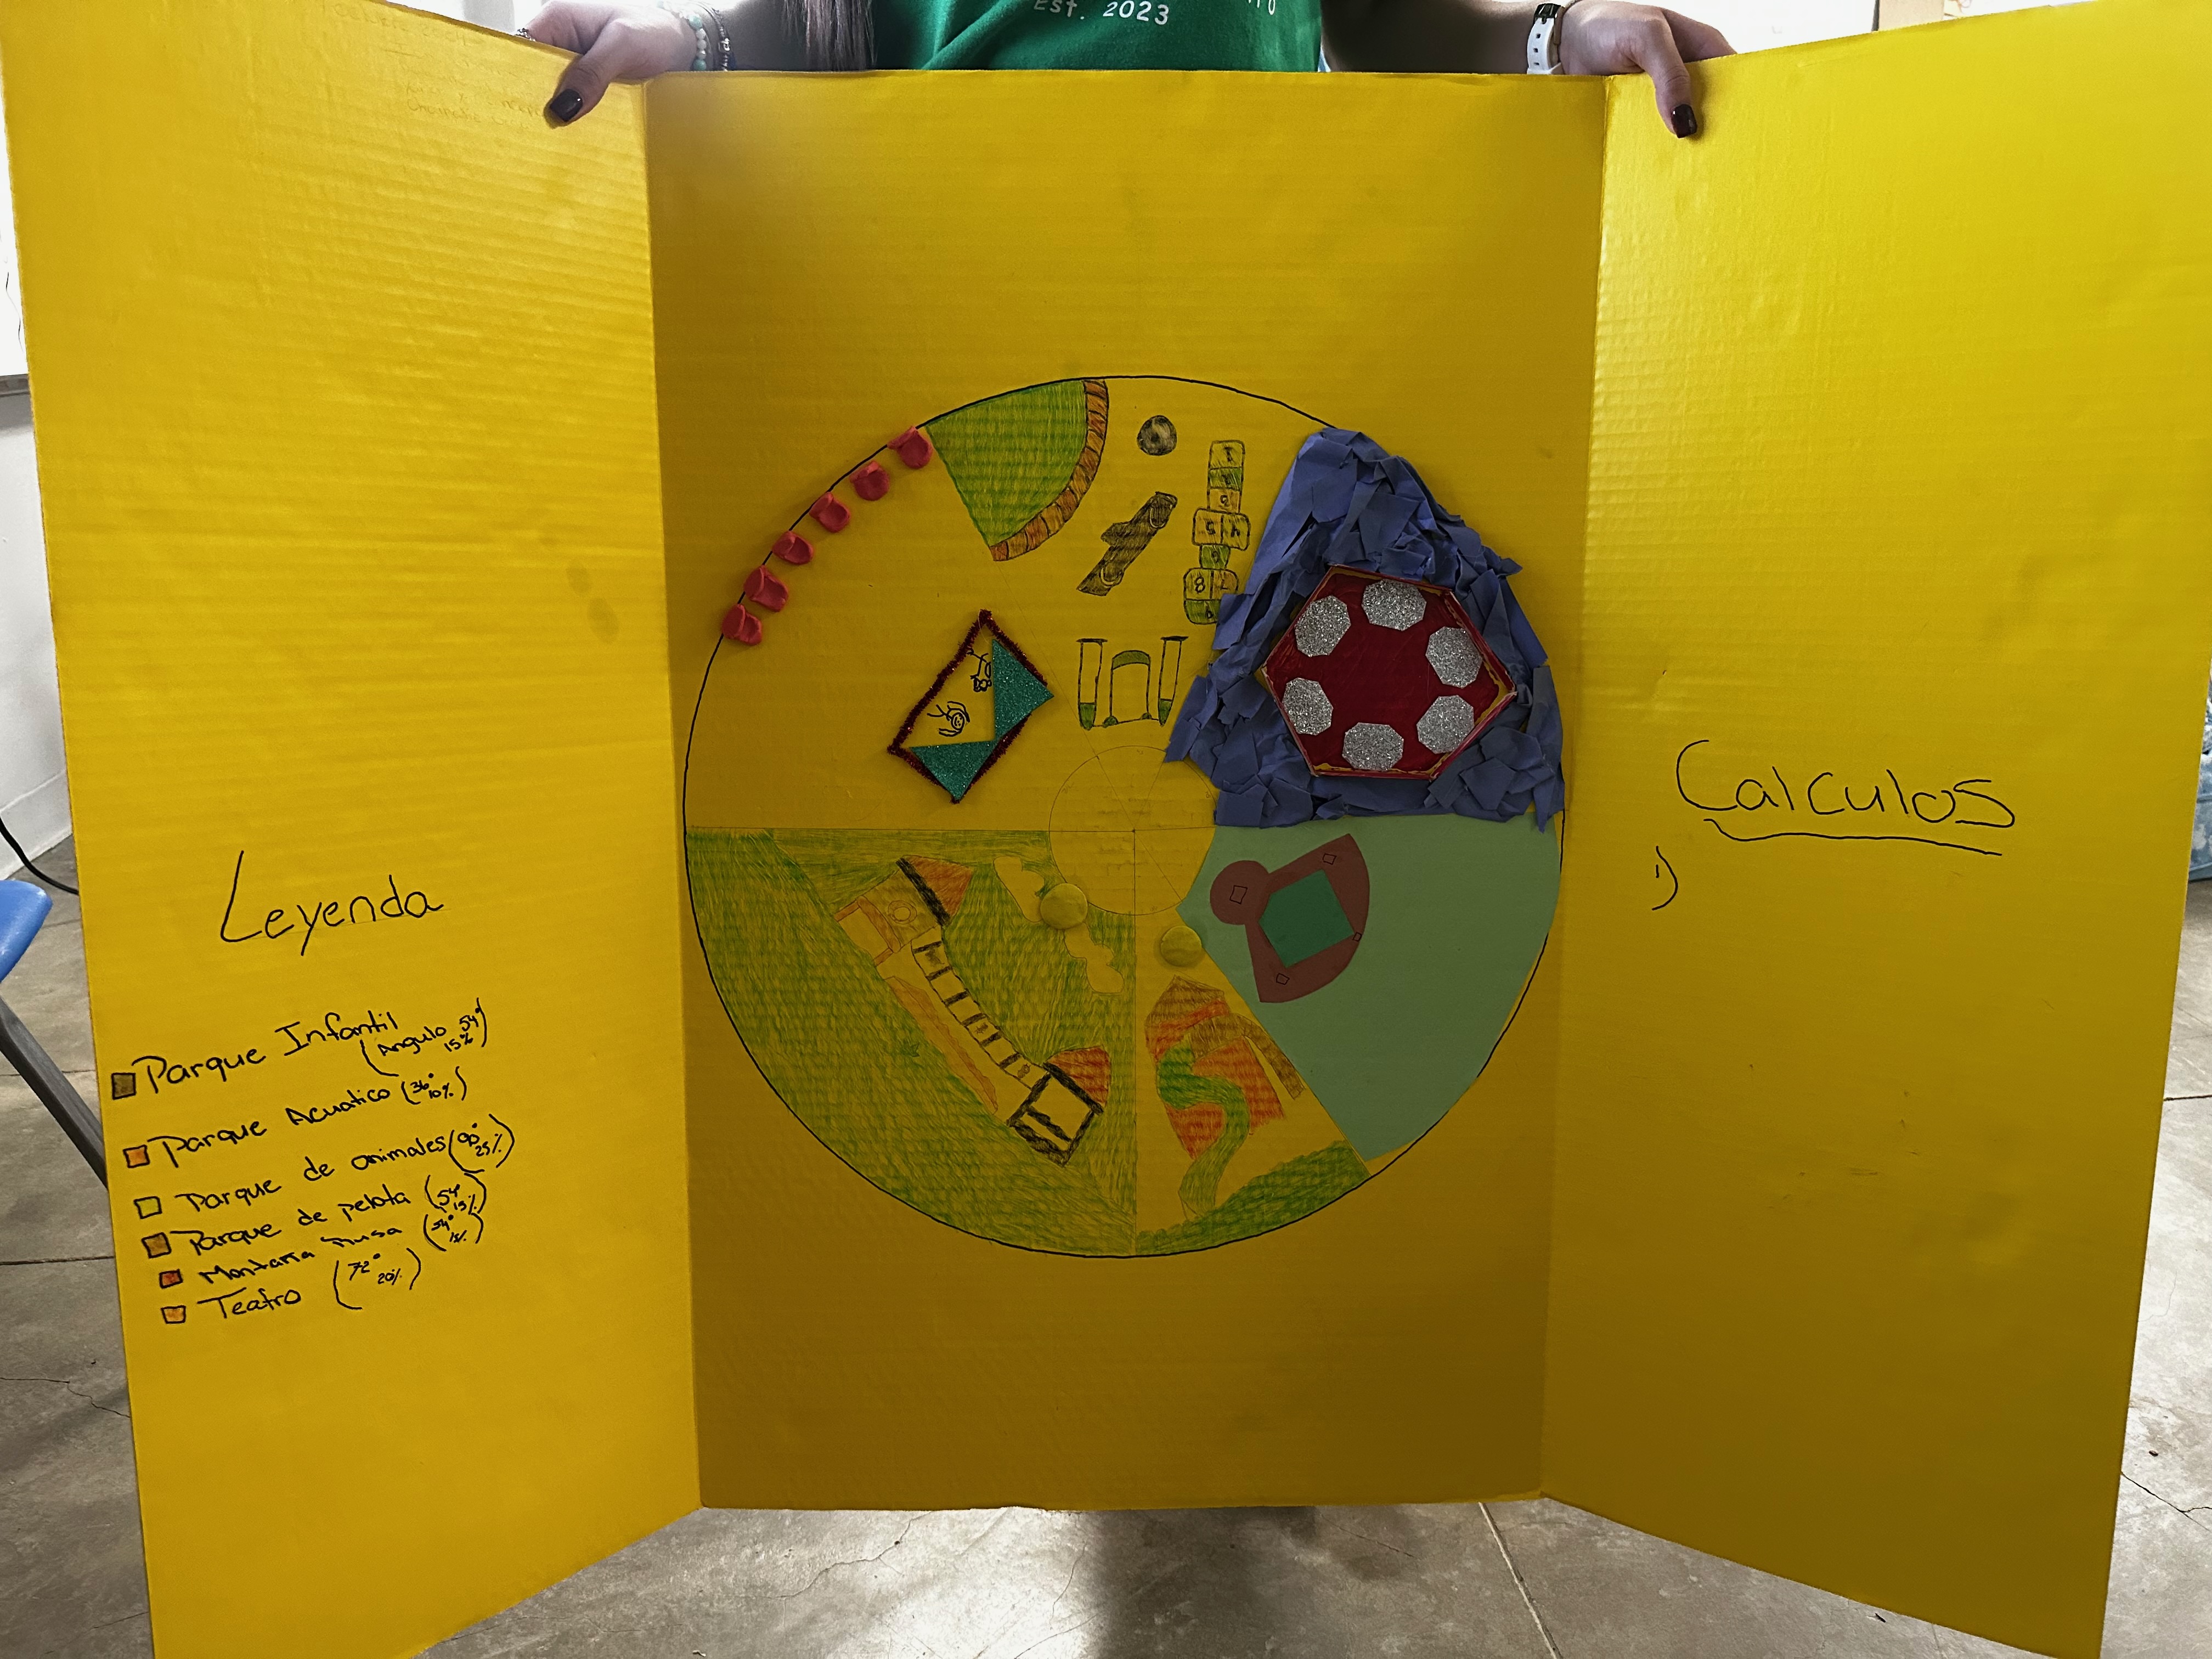 Est. 2023
Leyenda
Parque Infantil
(Angulo 54°
15%)
Parque Acuatico (36°
10%)
Parque de animales (90°
25%)
Parque de pelota (54°
15%)
Montaña Rusa (54°
15%)
Teatro (72°
20%)
Calculos
1)
8